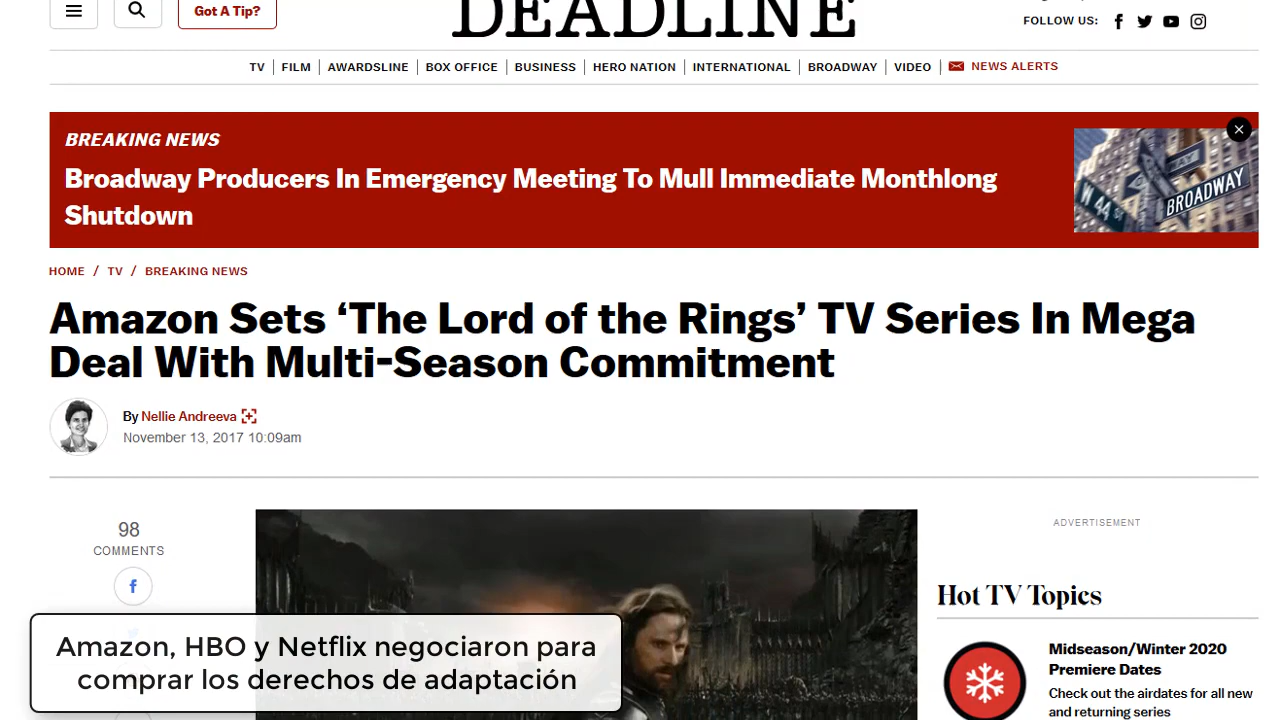 Got A Tip?
DEADLINE
FOLLOW US:
TV | FILM | AWARDSLINE | BOX OFFICE | BUSINESS | HERO NATION | INTERNATIONAL | BROADWAY | VIDEO | NEWS ALERTS
BREAKING NEWS
Broadway Producers In Emergency Meeting To Mull Immediate Monthlong
Shutdown
W 44 ST
BROADWAY
HOME / TV / BREAKING NEWS
Amazon Sets ‘The Lord of the Rings’ TV Series In Mega
Deal With Multi-Season Commitment
By Nellie Andreeva
November 13, 2017 10:09am
98
COMMENTS
ADVERTISEMENT
Hot TV Topics
Midseason/Winter 2020
Premiere Dates
Check out the airdates for all new
and returning series
Amazon, HBO y Netflix negociaron para
comprar los derechos de adaptación